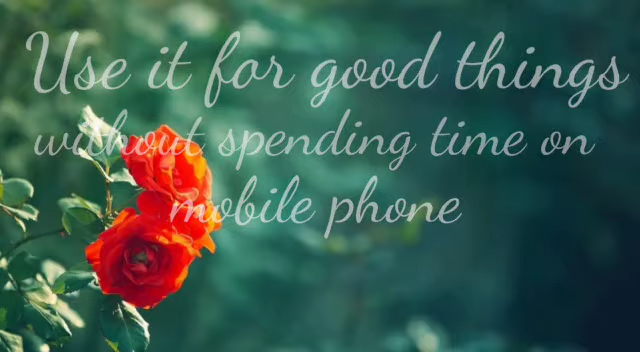 Use it for good things
without spending time on
mobile phone